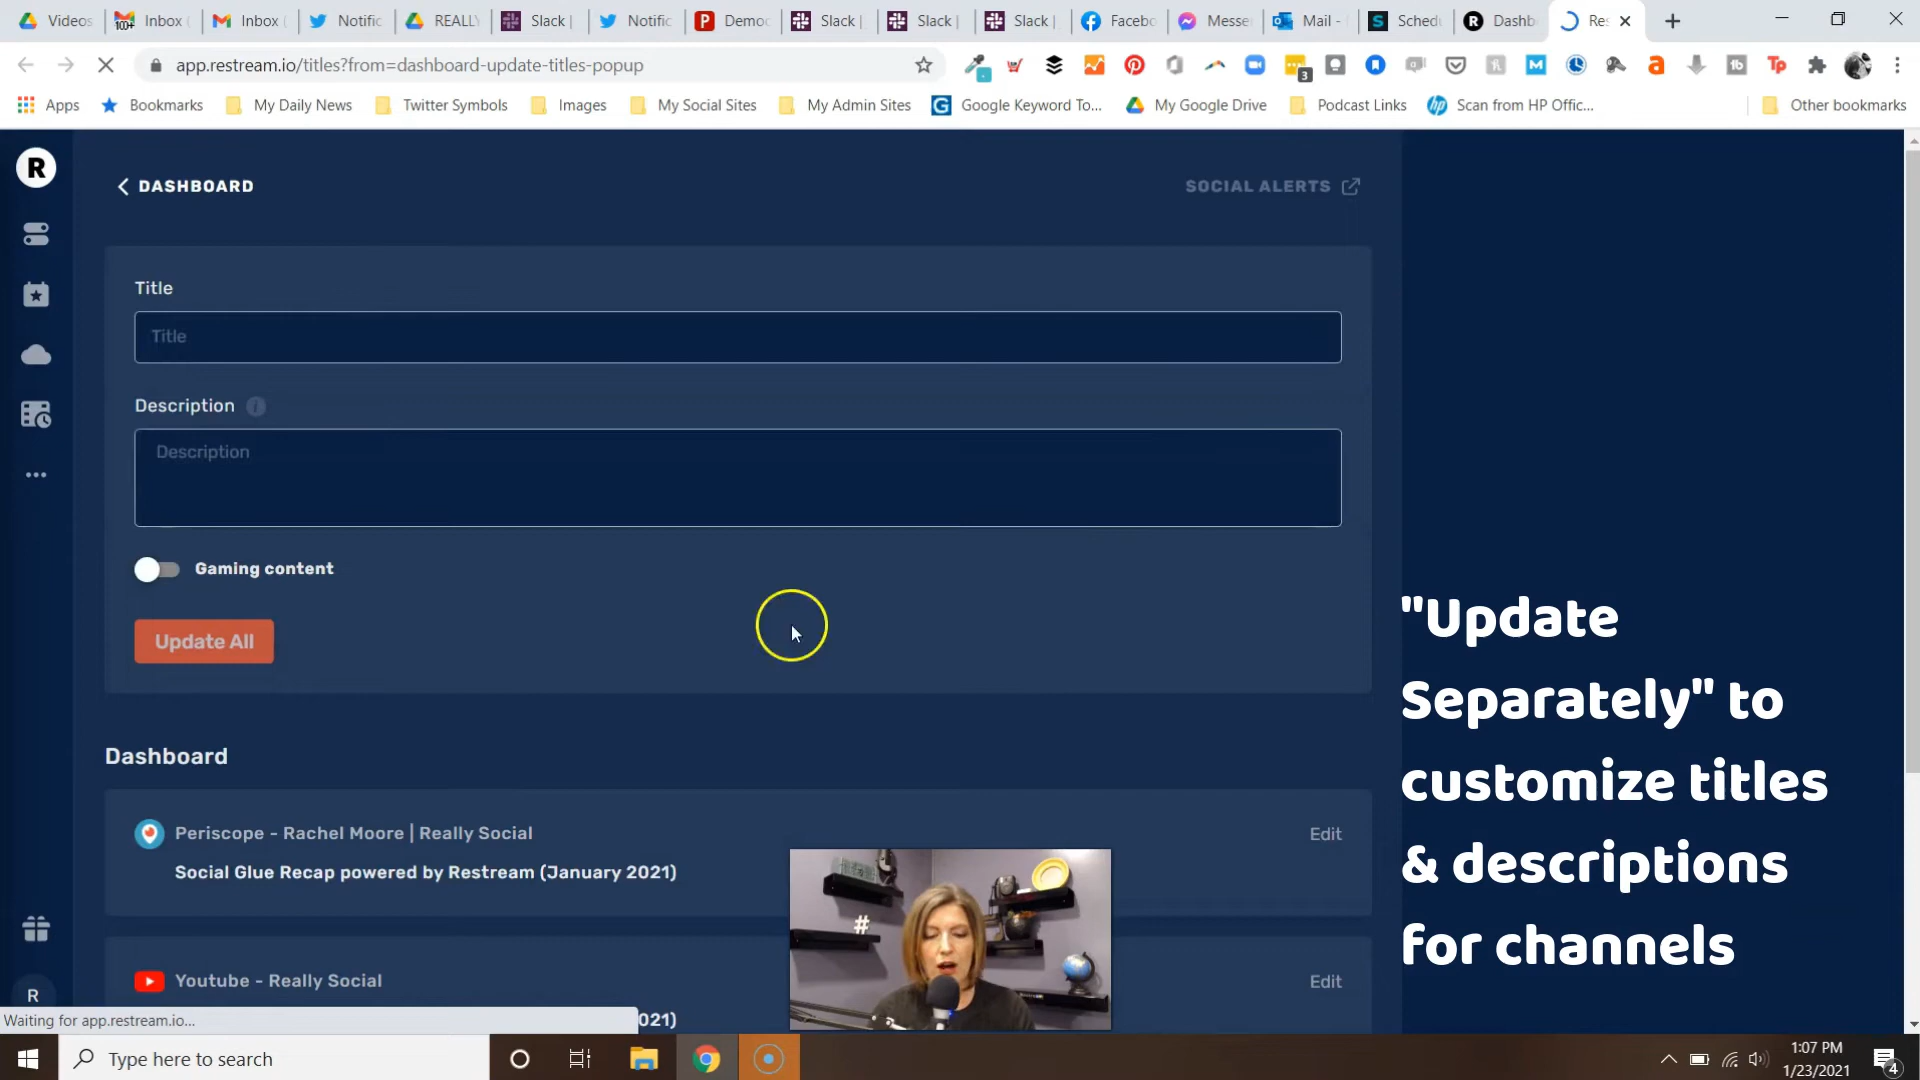 Videos
Inbox
Inbox
Notific
REALLY
Slack |
Notific
Democ
Slack |
Slack |
Slack |
Facebo
Messe
Mail -
Schedu
Dashb
Res
app.restream.io/titles?from=dashboard-update-titles-popup
Apps
Bookmarks
My Daily News
Twitter Symbols
Images
My Social Sites
My Admin Sites
Google Keyword To...
My Google Drive
Podcast Links
Scan from HP Offic...
Other bookmarks
R
DASHBOARD
SOCIAL ALERTS
Title
Title
Description
Description
Gaming content
Update All
"Update
Separately" to
customize titles
& descriptions
for channels
Dashboard
Periscope - Rachel Moore | Really Social
Edit
Social Glue Recap powered by Restream (January 2021)
#
Youtube - Really Social
Edit
021)
R
Waiting for app.restream.io...
Type here to search
1:07 PM
1/23/2021
4